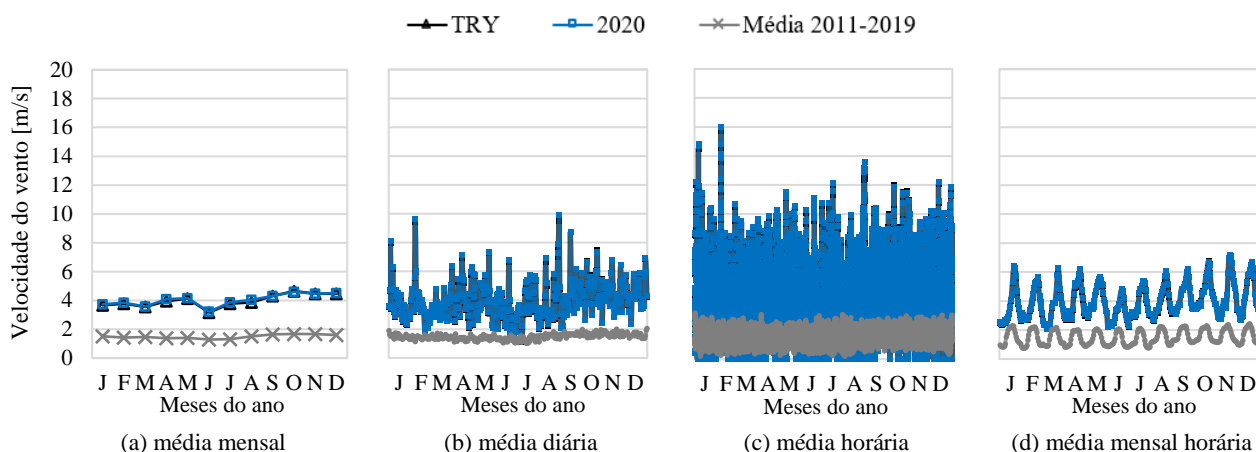 TRY 2020 Média 2011-2019
Velocidade do vento [m/s]
20
18
16
14
12
10
8
6
4
2
0
J F M A M J J A S O N D
J F M A M J J A S O N D
J F M A M J J A S O N D
J F M A M J J A S O N D
Meses do ano
Meses do ano
Meses do ano
Meses do ano
(a) média mensal
(b) média diária
(c) média horária
(d) média mensal horária